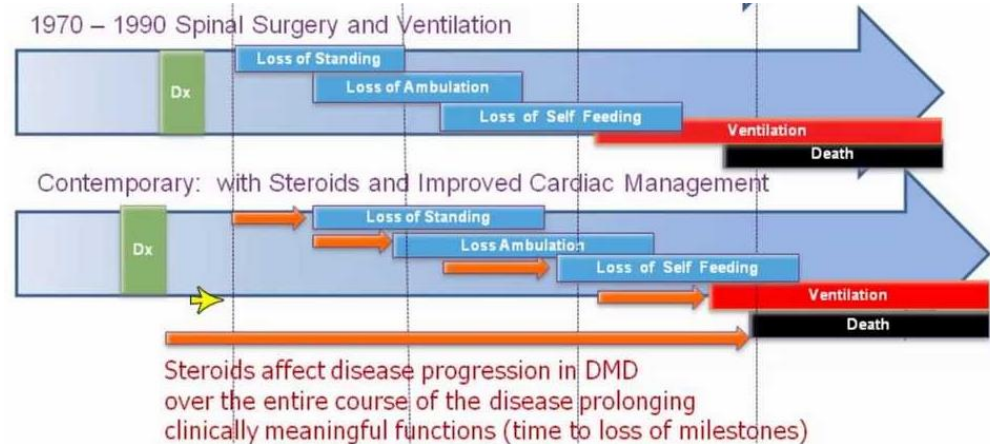 1970 – 1990 Spinal Surgery and Ventilation
Loss of Standing
Dx
Loss of Ambulation
Loss of Self Feeding
Ventilation
Death
Contemporary: with Steroids and Improved Cardiac Management
Loss of Standing
Dx
Loss Ambulation
Loss of Self Feeding
Ventilation
Death
Steroids affect disease progression in DMD
over the entire course of the disease prolonging
clinically meaningful functions (time to loss of milestones)